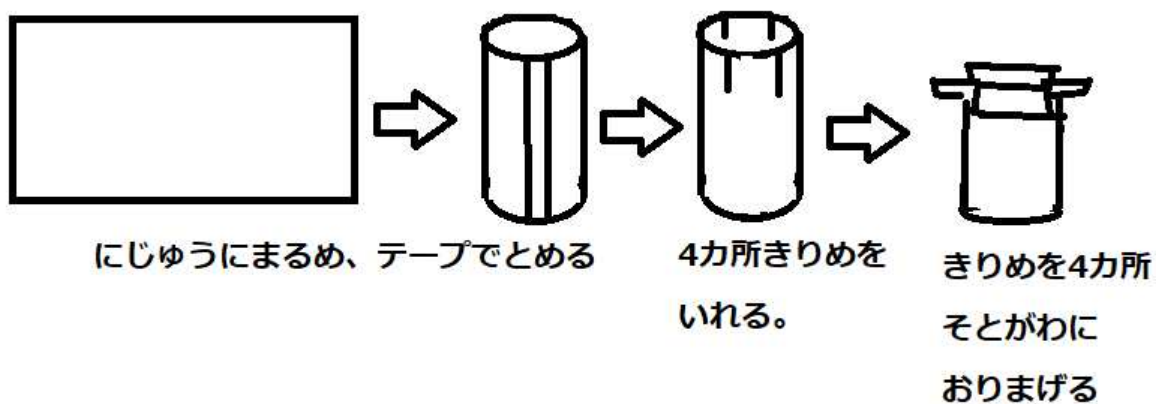 にじゅうにまるめ、テープでとめる
4カ所きりめを
いれる。
きりめを4カ所
そとがわに
おりまげる